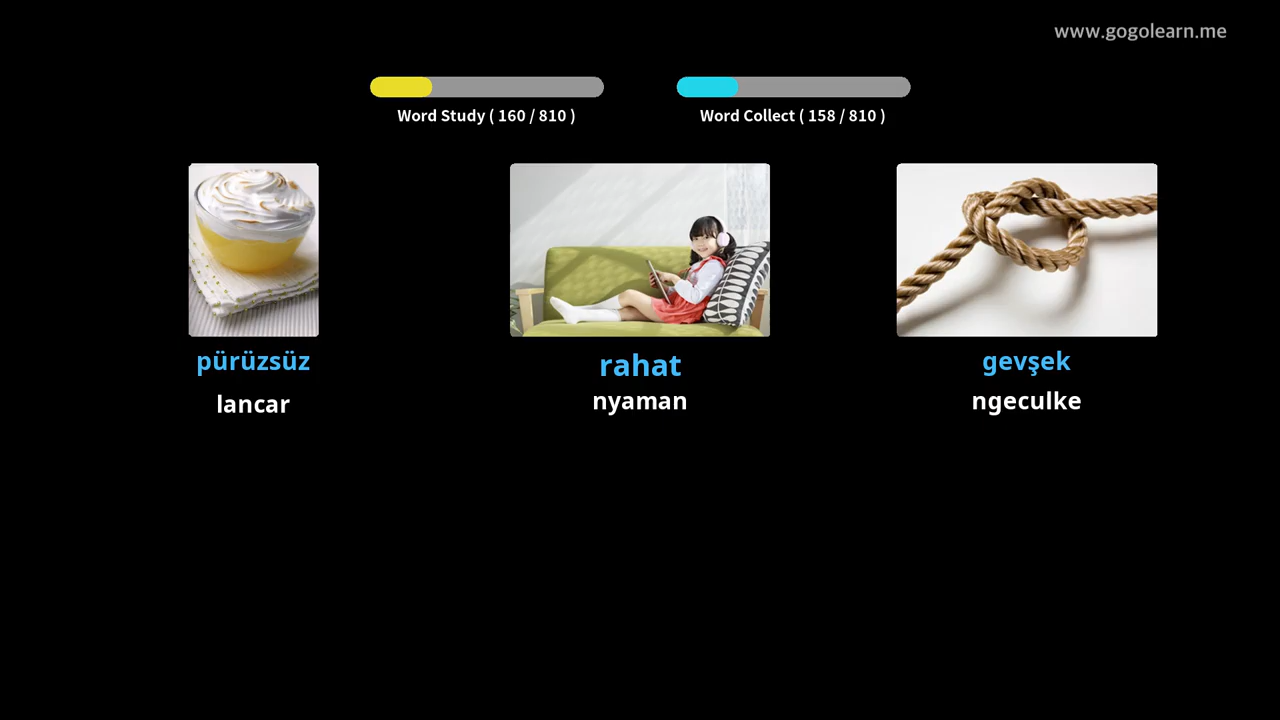 www.gogolearn.me
Word Study ( 160 / 810 )
Word Collect ( 158 / 810 )
pürüzsüz
lancar
rahat
nyaman
gevşek
ngeculke